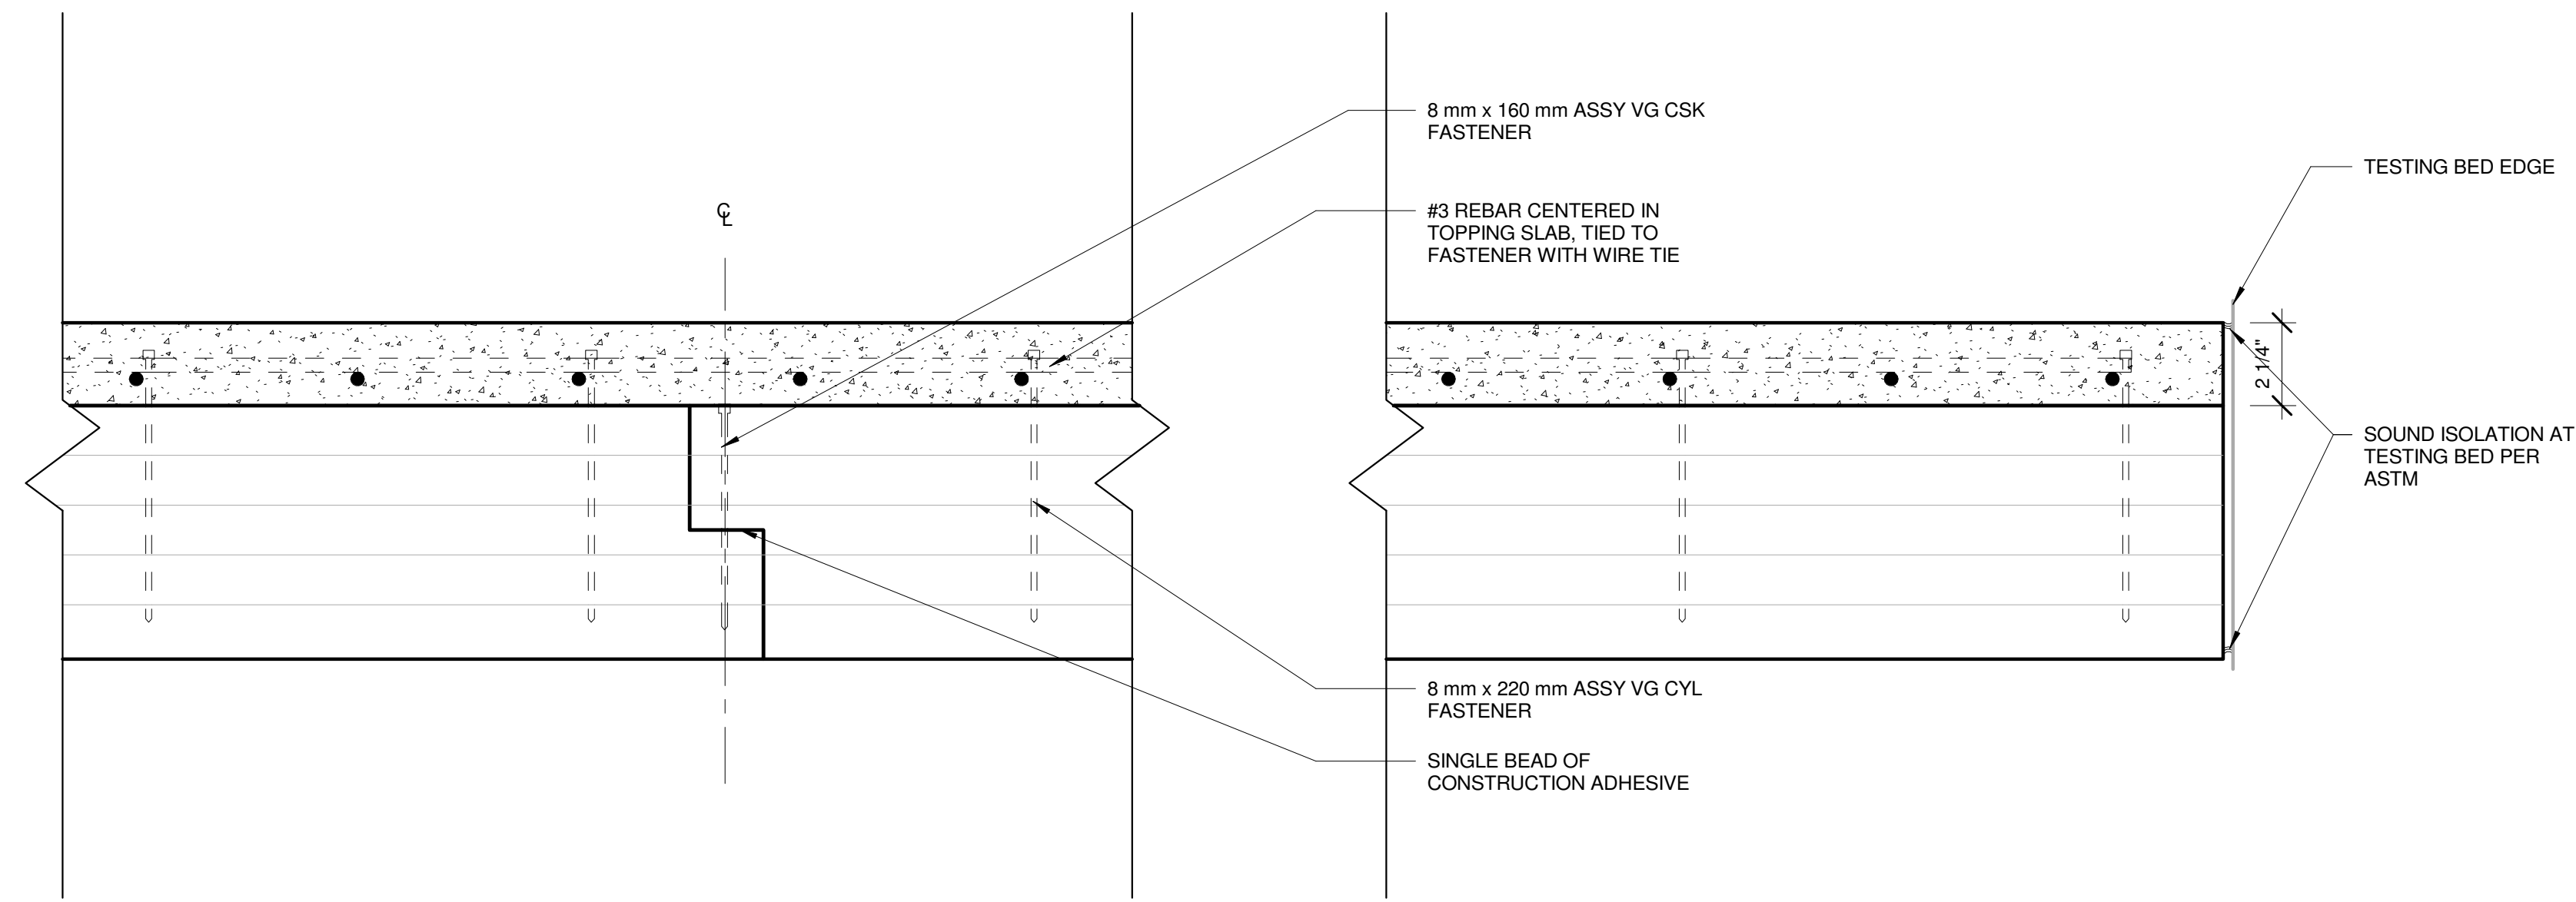 8 mm x 160 mm ASSY VG CSK
FASTENER
TESTING BED EDGE
#3 REBAR CENTERED IN
TOPPING SLAB, TIED TO
FASTENER WITH WIRE TIE
℄
2 1/4"
SOUND ISOLATION AT
TESTING BED PER
ASTM
8 mm x 220 mm ASSY VG CYL
FASTENER
SINGLE BEAD OF
CONSTRUCTION ADHESIVE